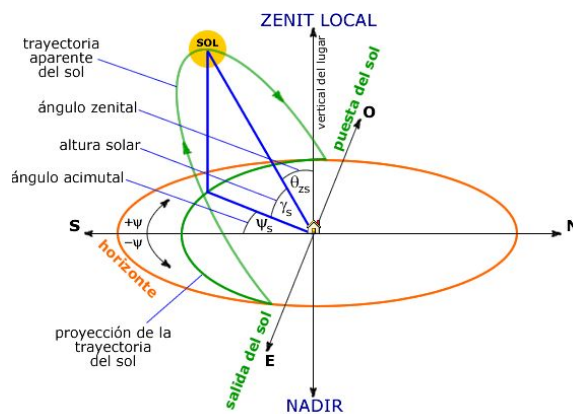 ZENIT LOCAL
trayectoria
aparente
del sol
SOL
ángulo zenital
altura solar
ángulo acimutal
vertical del lugar
puesta del sol
O
θzs
γs
ψs
+ψ
−ψ
S
N
horizonte
proyección de la
trayectoria
del sol
salida del sol
E
NADIR